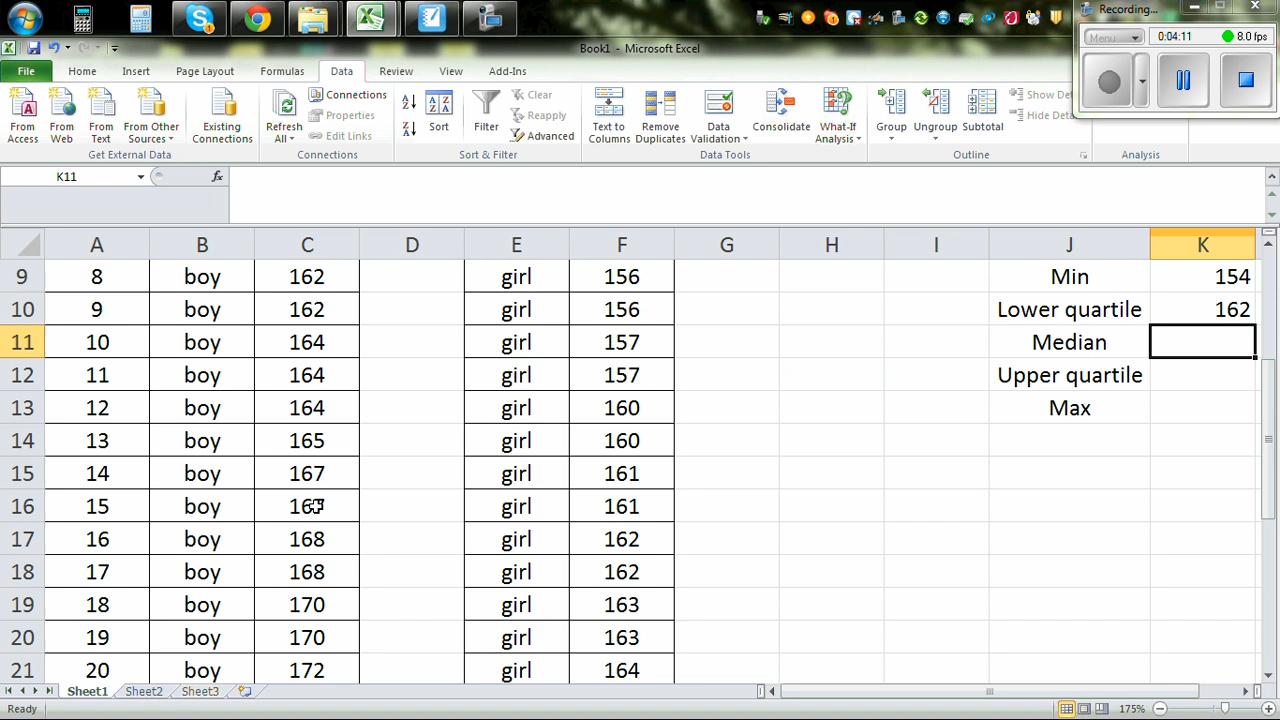 Recording...
Menu
0:04:11
8.0 fps
Book1 - Microsoft Excel
File Home Insert Page Layout Formulas Data Review View Add-Ins
From Access
From Web
From Text
From Other Sources
Existing Connections
Refresh All
Connections
Properties
Edit Links
Sort
Filter
Clear
Reapply
Advanced
Text to Columns
Remove Duplicates
Data Validation
Consolidate
What-If Analysis
Group
Ungroup
Subtotal
Show De
Hide Det
Get External Data
Connections
Sort & Filter
Data Tools
Outline
Analysis
K11
fx
A B C D E F G H I J K
9 8 boy 162 girl 156 Min 154
10 9 boy 162 girl 156 Lower quartile 162
11 10 boy 164 girl 157 Median
12 11 boy 164 girl 157 Upper quartile
13 12 boy 164 girl 160 Max
14 13 boy 165 girl 160
15 14 boy 167 girl 161
16 15 boy 167 girl 161
17 16 boy 168 girl 162
18 17 boy 168 girl 162
19 18 boy 170 girl 163
20 19 boy 170 girl 163
21 20 boy 172 girl 164
Sheet1 Sheet2 Sheet3
Ready
175%